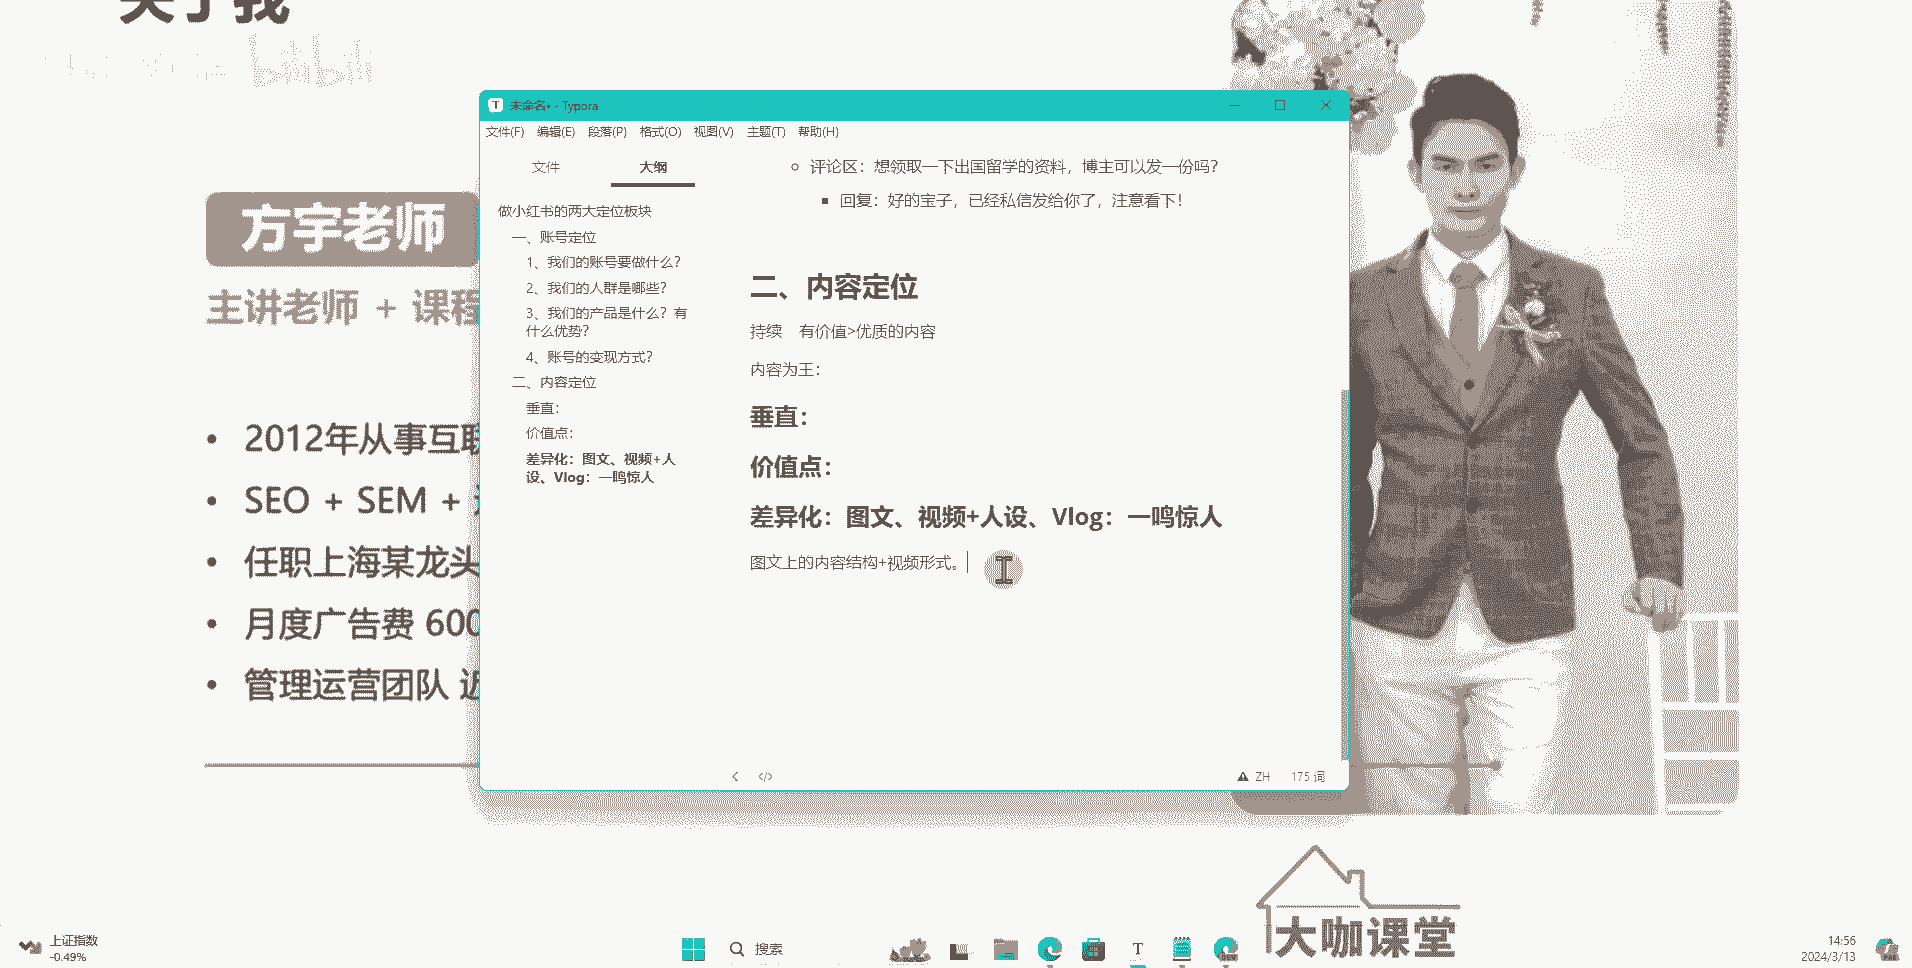 关于我
bilibili
方宇老师
主讲老师 + 课程
• 2012年从事互联
• SEO + SEM +
• 任职上海某龙头
• 月度广告费 600
• 管理运营团队
未命名• - Typora
文件(F) 编辑(E) 段落(P) 格式(O) 视图(V) 主题(T) 帮助(H)
文件 大纲
做小红书的两大定位板块
一、账号定位
1、我们的账号要做什么？
2、我们的人群是哪些？
3、我们的产品是什么？有
什么优势？
4、账号的变现方式？
二、内容定位
垂直：
价值点：
差异化：图文、视频+人
设、Vlog：一鸣惊人
评论区：想领取一下出国留学的资料，博主可以发一份吗？
回复：好的宝子，已经私信发给你了，注意看下！
二、内容定位
持续 有价值>优质的内容
内容为王：
垂直：
价值点：
差异化：图文、视频+人设、Vlog：一鸣惊人
图文上的内容结构+视频形式。
ZH 175 词
大咖课堂
上证指数
-0.49%
搜索
14:56
2024/3/13